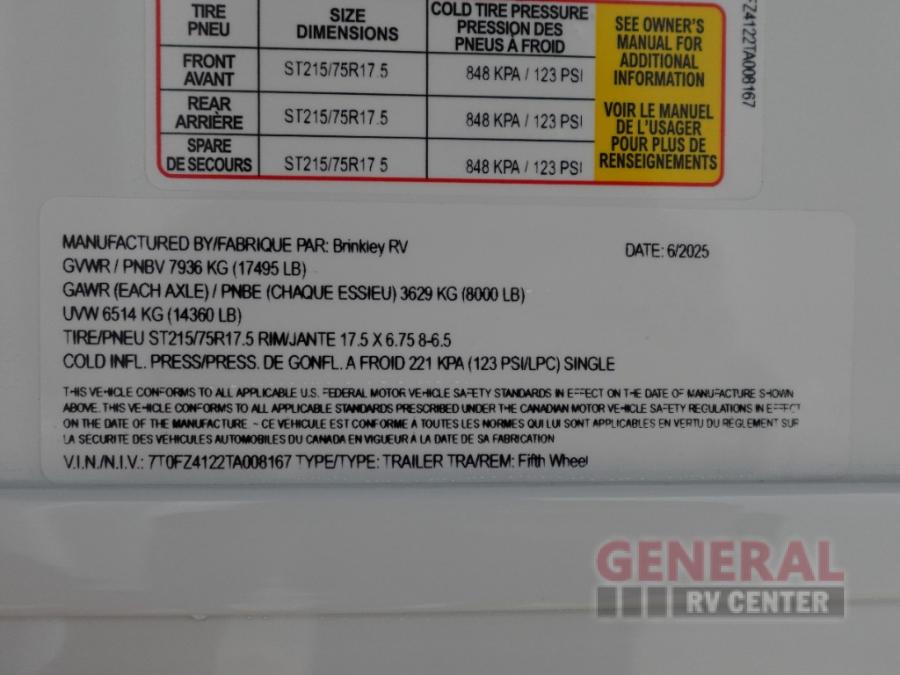 TIRE PNEU SIZE DIMENSIONS COLD TIRE PRESSURE PRESSION DES PNEUS À FROID
FRONT AVANT ST215/75R17.5 848 KPA / 123 PSI
REAR ARRIÈRE ST215/75R17.5 848 KPA / 123 PSI
SPARE DE SECOURS ST215/75R17 5 848 KPA / 123 PSI
SEE OWNER'S
MANUAL FOR
ADDITIONAL
INFORMATION
VOIR LE MANUEL
DE L'USAGER
POUR PLUS DE
RENSEIGNEMENTS
FZ4122TA008167
MANUFACTURED BY/FABRIQUE PAR: Brinkley RV DATE: 6/2025
GVWR / PNBV 7936 KG (17495 LB)
GAWR (EACH AXLE) / PNBE (CHAQUE ESSIEU) 3629 KG (8000 LB)
UVW 6514 KG (14360 LB)
TIRE/PNEU ST215/75R17.5 RIM/JANTE 17.5 X 6.75 8-6.5
COLD INFL. PRESS/PRESS. DE GONFL. A FROID 221 KPA (123 PSI/LPC) SINGLE
THIS VEHICLE CONFORMS TO ALL APPLICABLE U.S. FEDERAL MOTOR VEHICLE SAFETY STANDARDS IN EFFECT ON THE DATE OF MANUFACTURE SHOWN
ABOVE. THIS VEHICLE CONFORMS TO ALL APPLICABLE STANDARDS PRESCRIBED UNDER THE CANADIAN MOTOR VEHICLE SAFETY REGULATIONS IN EFFECT
ON THE DATE OF THE MANUFACTURE - CE VEHICULE EST CONFORME A TOUTES LES NORMES QUI LUI SONT APPLICABLES EN VERTU DU REGLEMENT SUR
LA SECURITE DES VEHICULES AUTOMOBILES DU CANADA EN VIGUEUR À LA DATE DE SA FABRICATION
V.I.N./N.I.V.: 7T0FZ4122TA008167 TYPE/TYPE: TRAILER TRA/REM: Fifth Wheel
GENERAL
RV CENTER